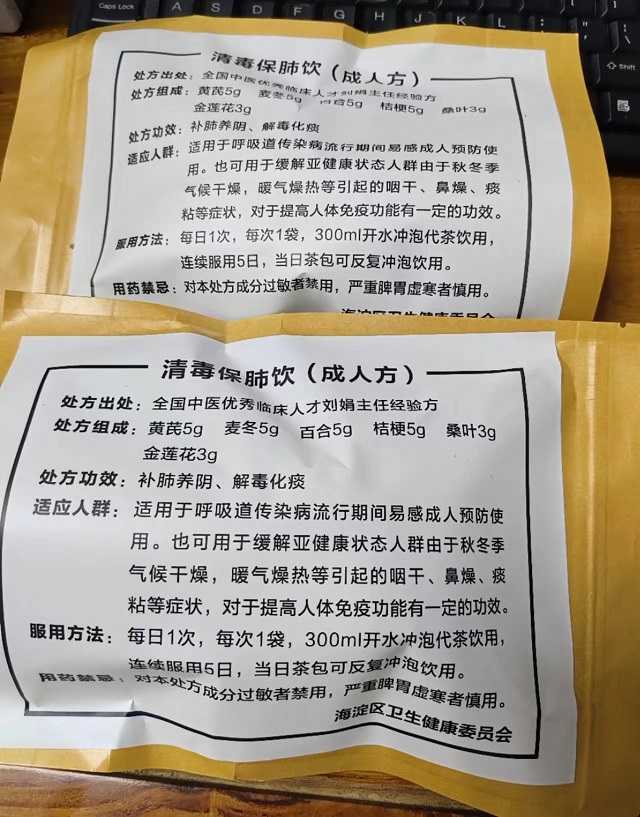 Caps Lock
A S D F G H J K L
Shift
清毒保肺饮（成人方）
处方出处：全国中医优秀临床人才刘娟主任经验方
处方组成：黄芪5g 麦冬5g 百合5g 桔梗5g 桑叶3g
金莲花3g
处方功效：补肺养阴、解毒化痰
适应人群：适用于呼吸道传染病流行期间易感成人预防使
用。也可用于缓解亚健康状态人群由于秋冬季
气候干燥，暖气燥热等引起的咽干、鼻燥、痰
粘等症状，对于提高人体免疫功能有一定的功效。
服用方法：每日1次，每次1袋，300ml开水冲泡代茶饮用，
连续服用5日，当日茶包可反复冲泡饮用。
用药禁忌：对本处方成分过敏者禁用，严重脾胃虚寒者慎用。
海淀区卫生健康委员会
清毒保肺饮（成人方）
处方出处：全国中医优秀临床人才刘娟主任经验方
处方组成：黄芪5g 麦冬5g 百合5g 桔梗5g 桑叶3g
金莲花3g
处方功效：补肺养阴、解毒化痰
适应人群：适用于呼吸道传染病流行期间易感成人预防使
用。也可用于缓解亚健康状态人群由于秋冬季
气候干燥，暖气燥热等引起的咽干、鼻燥、痰
粘等症状，对于提高人体免疫功能有一定的功效。
服用方法：每日1次，每次1袋，300ml开水冲泡代茶饮用，
连续服用5日，当日茶包可反复冲泡饮用。
用药禁忌：对本处方成分过敏者禁用，严重脾胃虚寒者慎用。
海淀区卫生健康委员会